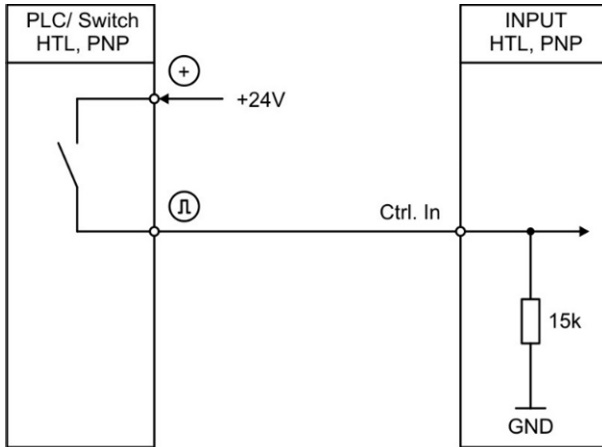 PLC/ Switch
HTL, PNP
INPUT
HTL, PNP
+
+24V
Ctrl. In
15k
GND